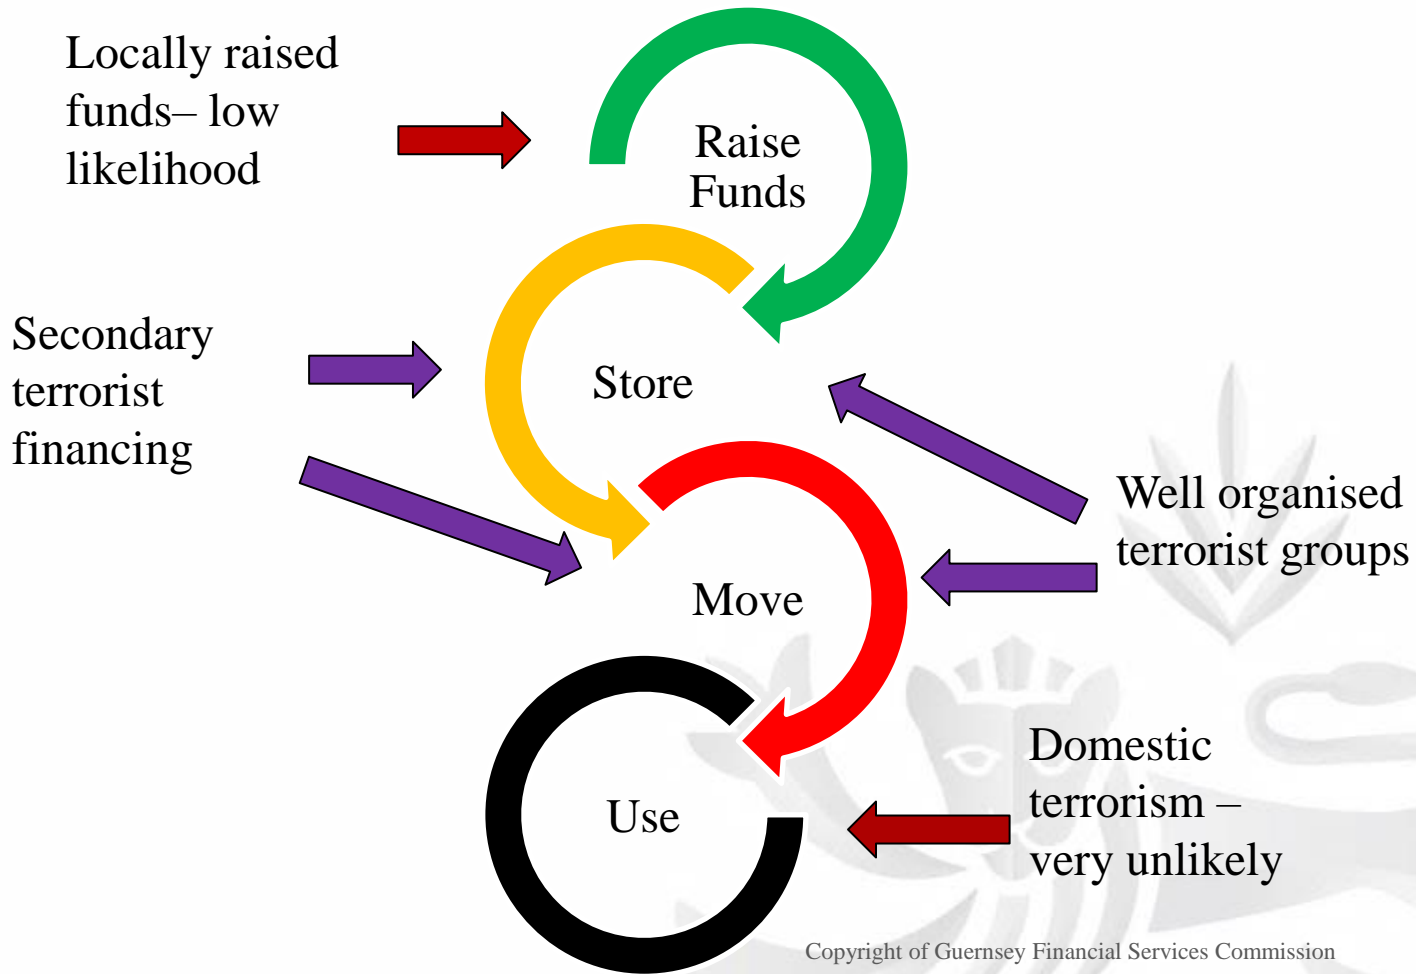 Locally raised
funds– low
likelihood
Raise
Funds
Secondary
terrorist
financing
Store
Well organised
terrorist groups
Move
Domestic
terrorism –
very unlikely
Use
Copyright of Guernsey Financial Services Commission